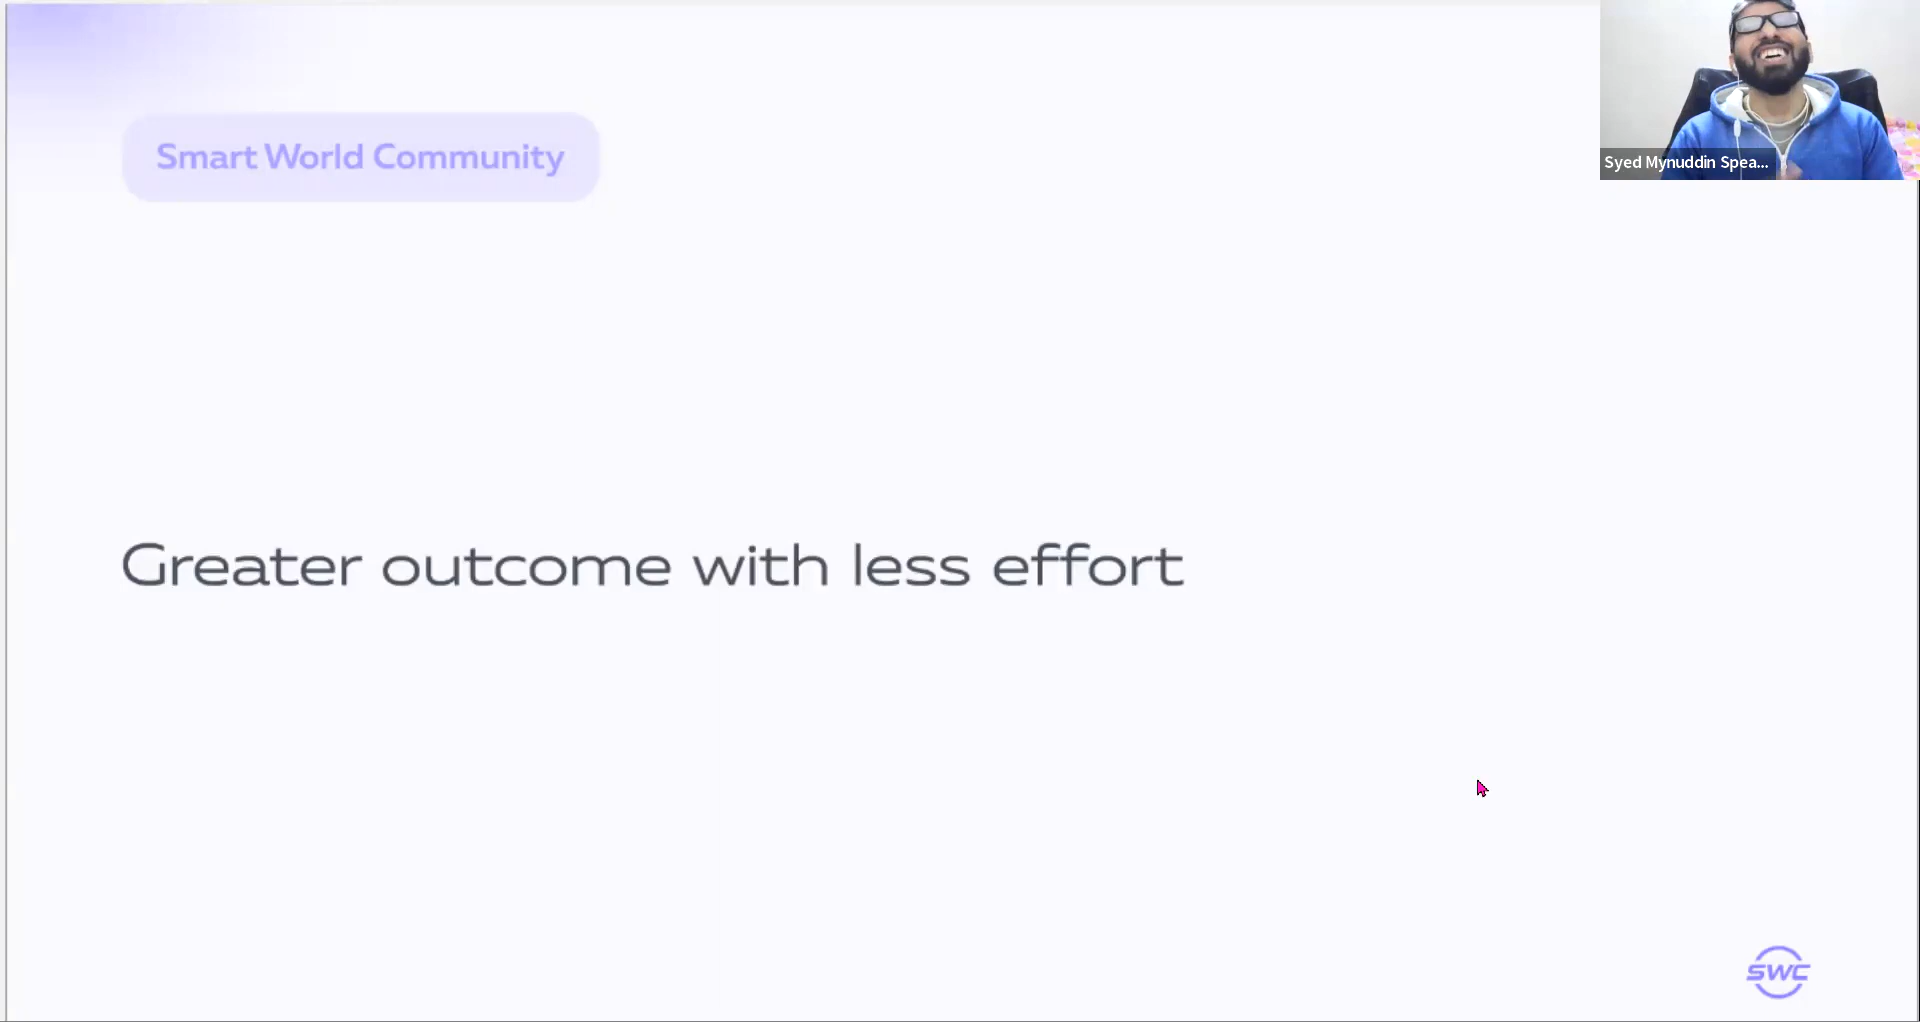 Smart World Community
Syed Mynuddin Spea...
Greater outcome with less effort
SWC